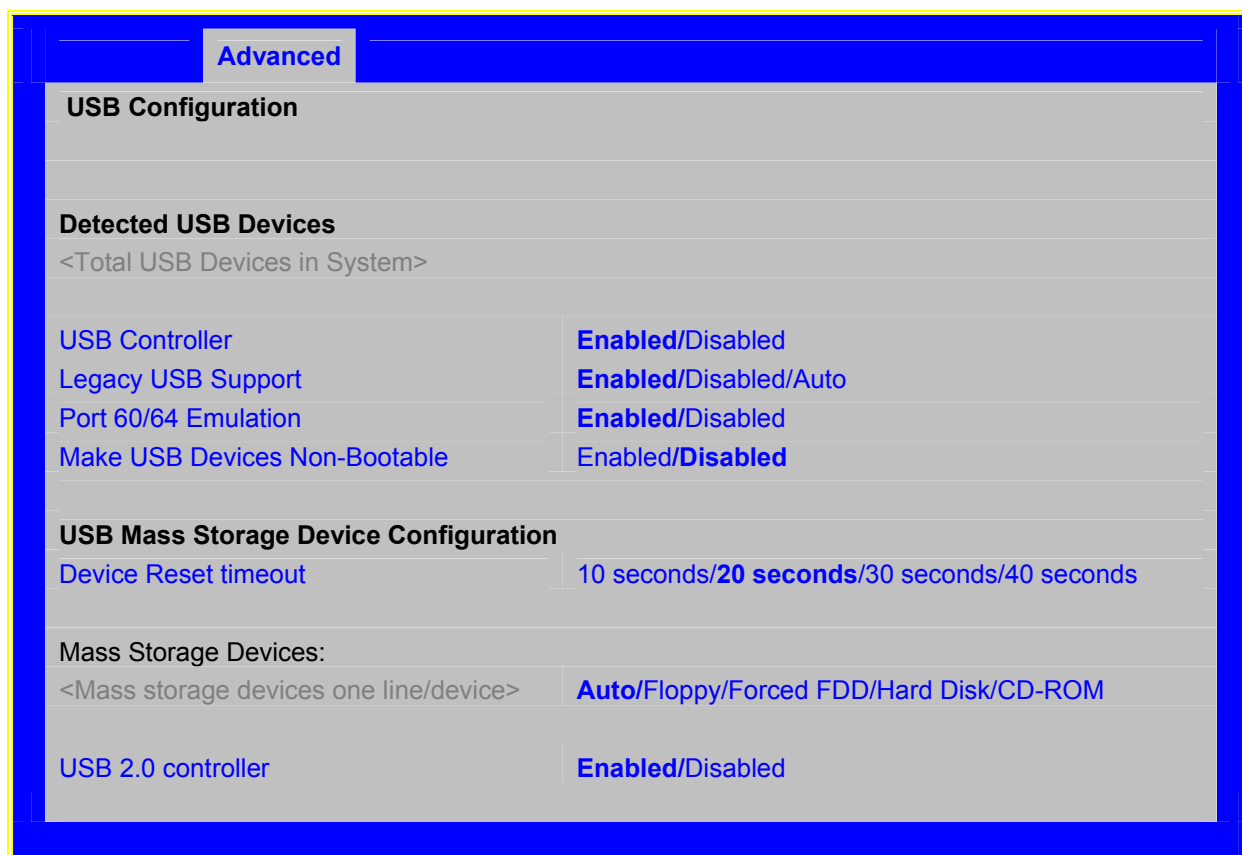 Advanced
USB Configuration
Detected USB Devices
<Total USB Devices in System>
USB Controller Enabled/Disabled
Legacy USB Support Enabled/Disabled/Auto
Port 60/64 Emulation Enabled/Disabled
Make USB Devices Non-Bootable Enabled/Disabled
USB Mass Storage Device Configuration
Device Reset timeout 10 seconds/20 seconds/30 seconds/40 seconds
Mass Storage Devices:
<Mass storage devices one line/device> Auto/Floppy/Forced FDD/Hard Disk/CD-ROM
USB 2.0 controller Enabled/Disabled